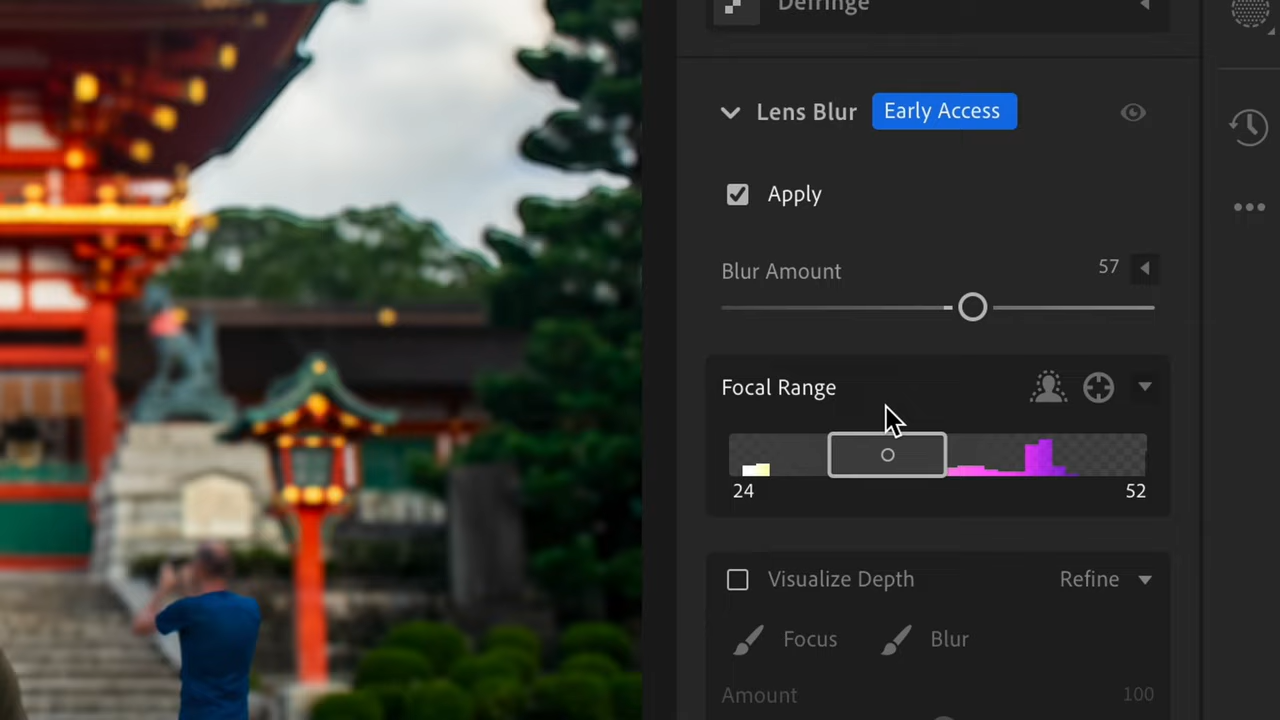 Defringe
Lens Blur Early Access
Apply
Blur Amount 57
Focal Range
24 52
Visualize Depth Refine
Focus Blur
Amount 100